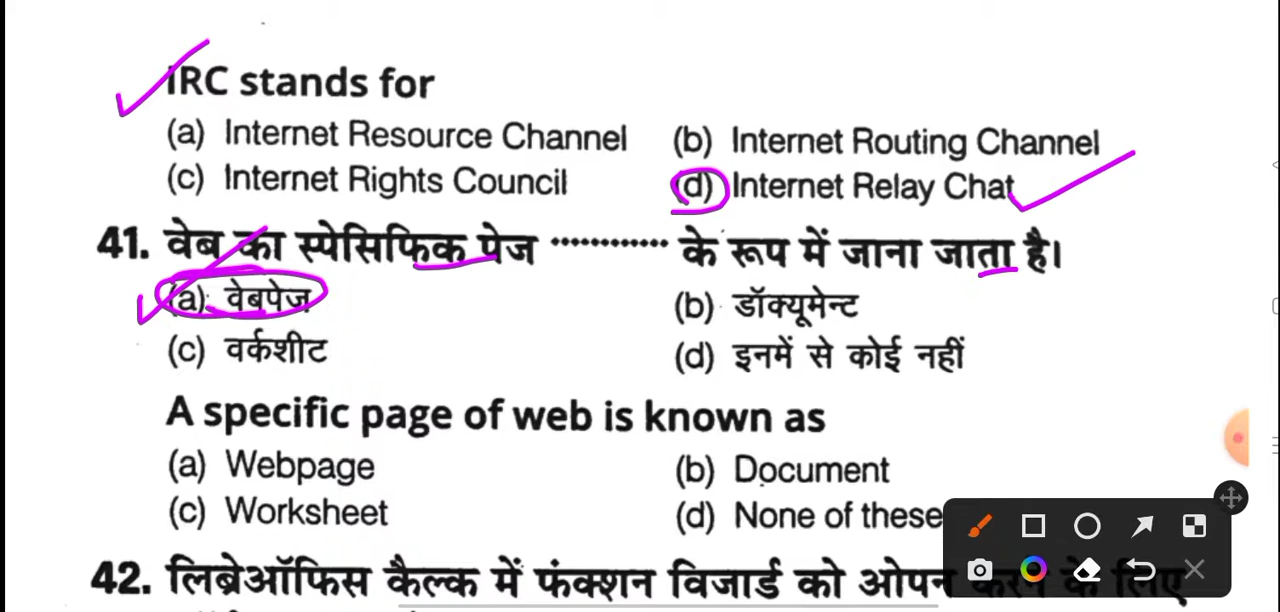 IRC stands for
(a) Internet Resource Channel (b) Internet Routing Channel
(c) Internet Rights Council (d) Internet Relay Chat
41. वेब का स्पेसिफिक पेज ............ के रूप में जाना जाता है।
(a) वेबपेज (b) डॉक्यूमेन्ट
(c) वर्कशीट (d) इनमें से कोई नहीं
A specific page of web is known as
(a) Webpage (b) Document
(c) Worksheet (d) None of these
42. लिब्रेऑफिस कैल्क में फंक्शन विजार्ड को ओपन करने के लिए